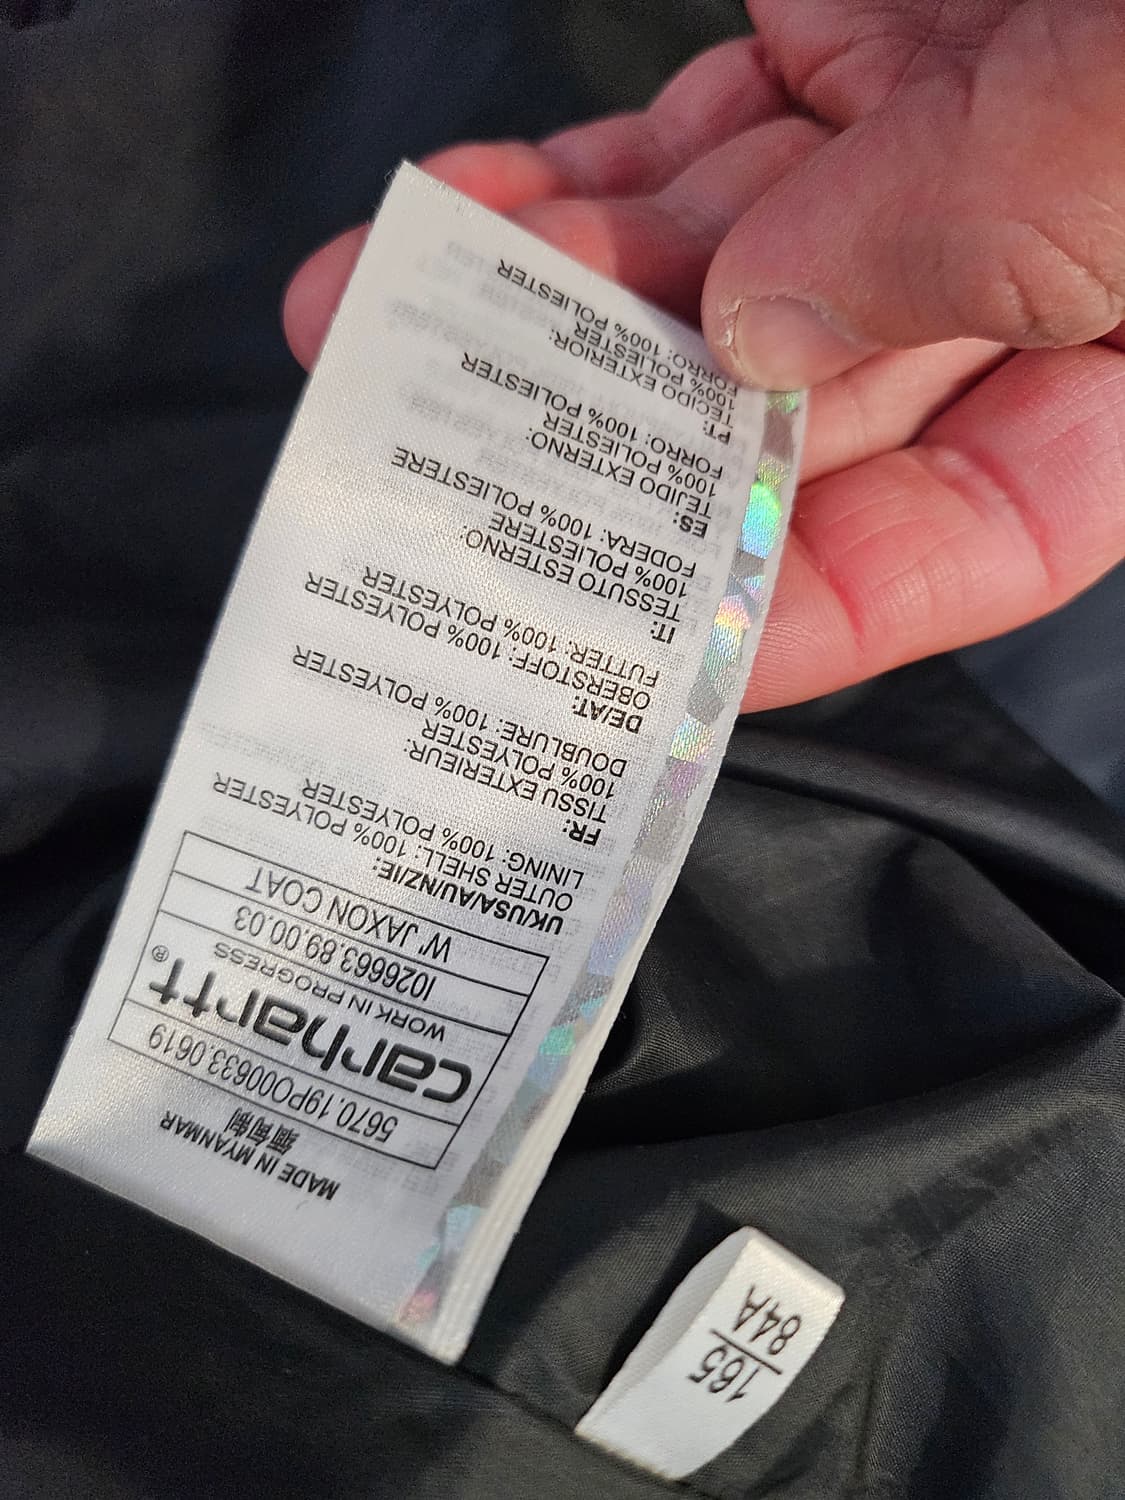 MADE IN MYANMAR
缅甸制
5670.19PO000633.0619
carhartt®
WORK IN PROGRESS
I026663.89.00.03
W' JAXON COAT
UK/USA/AU/NZ/IE:
OUTER SHELL: 100% POLYESTER
LINING: 100% POLYESTER
FR:
TISSU EXTERIEUR:
100% POLYESTER
DOUBLURE: 100% POLYESTER
DE/AT:
OBERSTOFF: 100% POLYESTER
FUTTER: 100% POLYESTER
IT:
TESSUTO ESTERNO:
100% POLIESTERE
FODERA: 100% POLIESTERE
ES:
TEJIDO EXTERNO:
100% POLIESTER
FORRO: 100% POLIESTER
PT:
TECIDO EXTERIOR:
100% POLIESTER
FORRO: 100% POLIESTER
165
84A